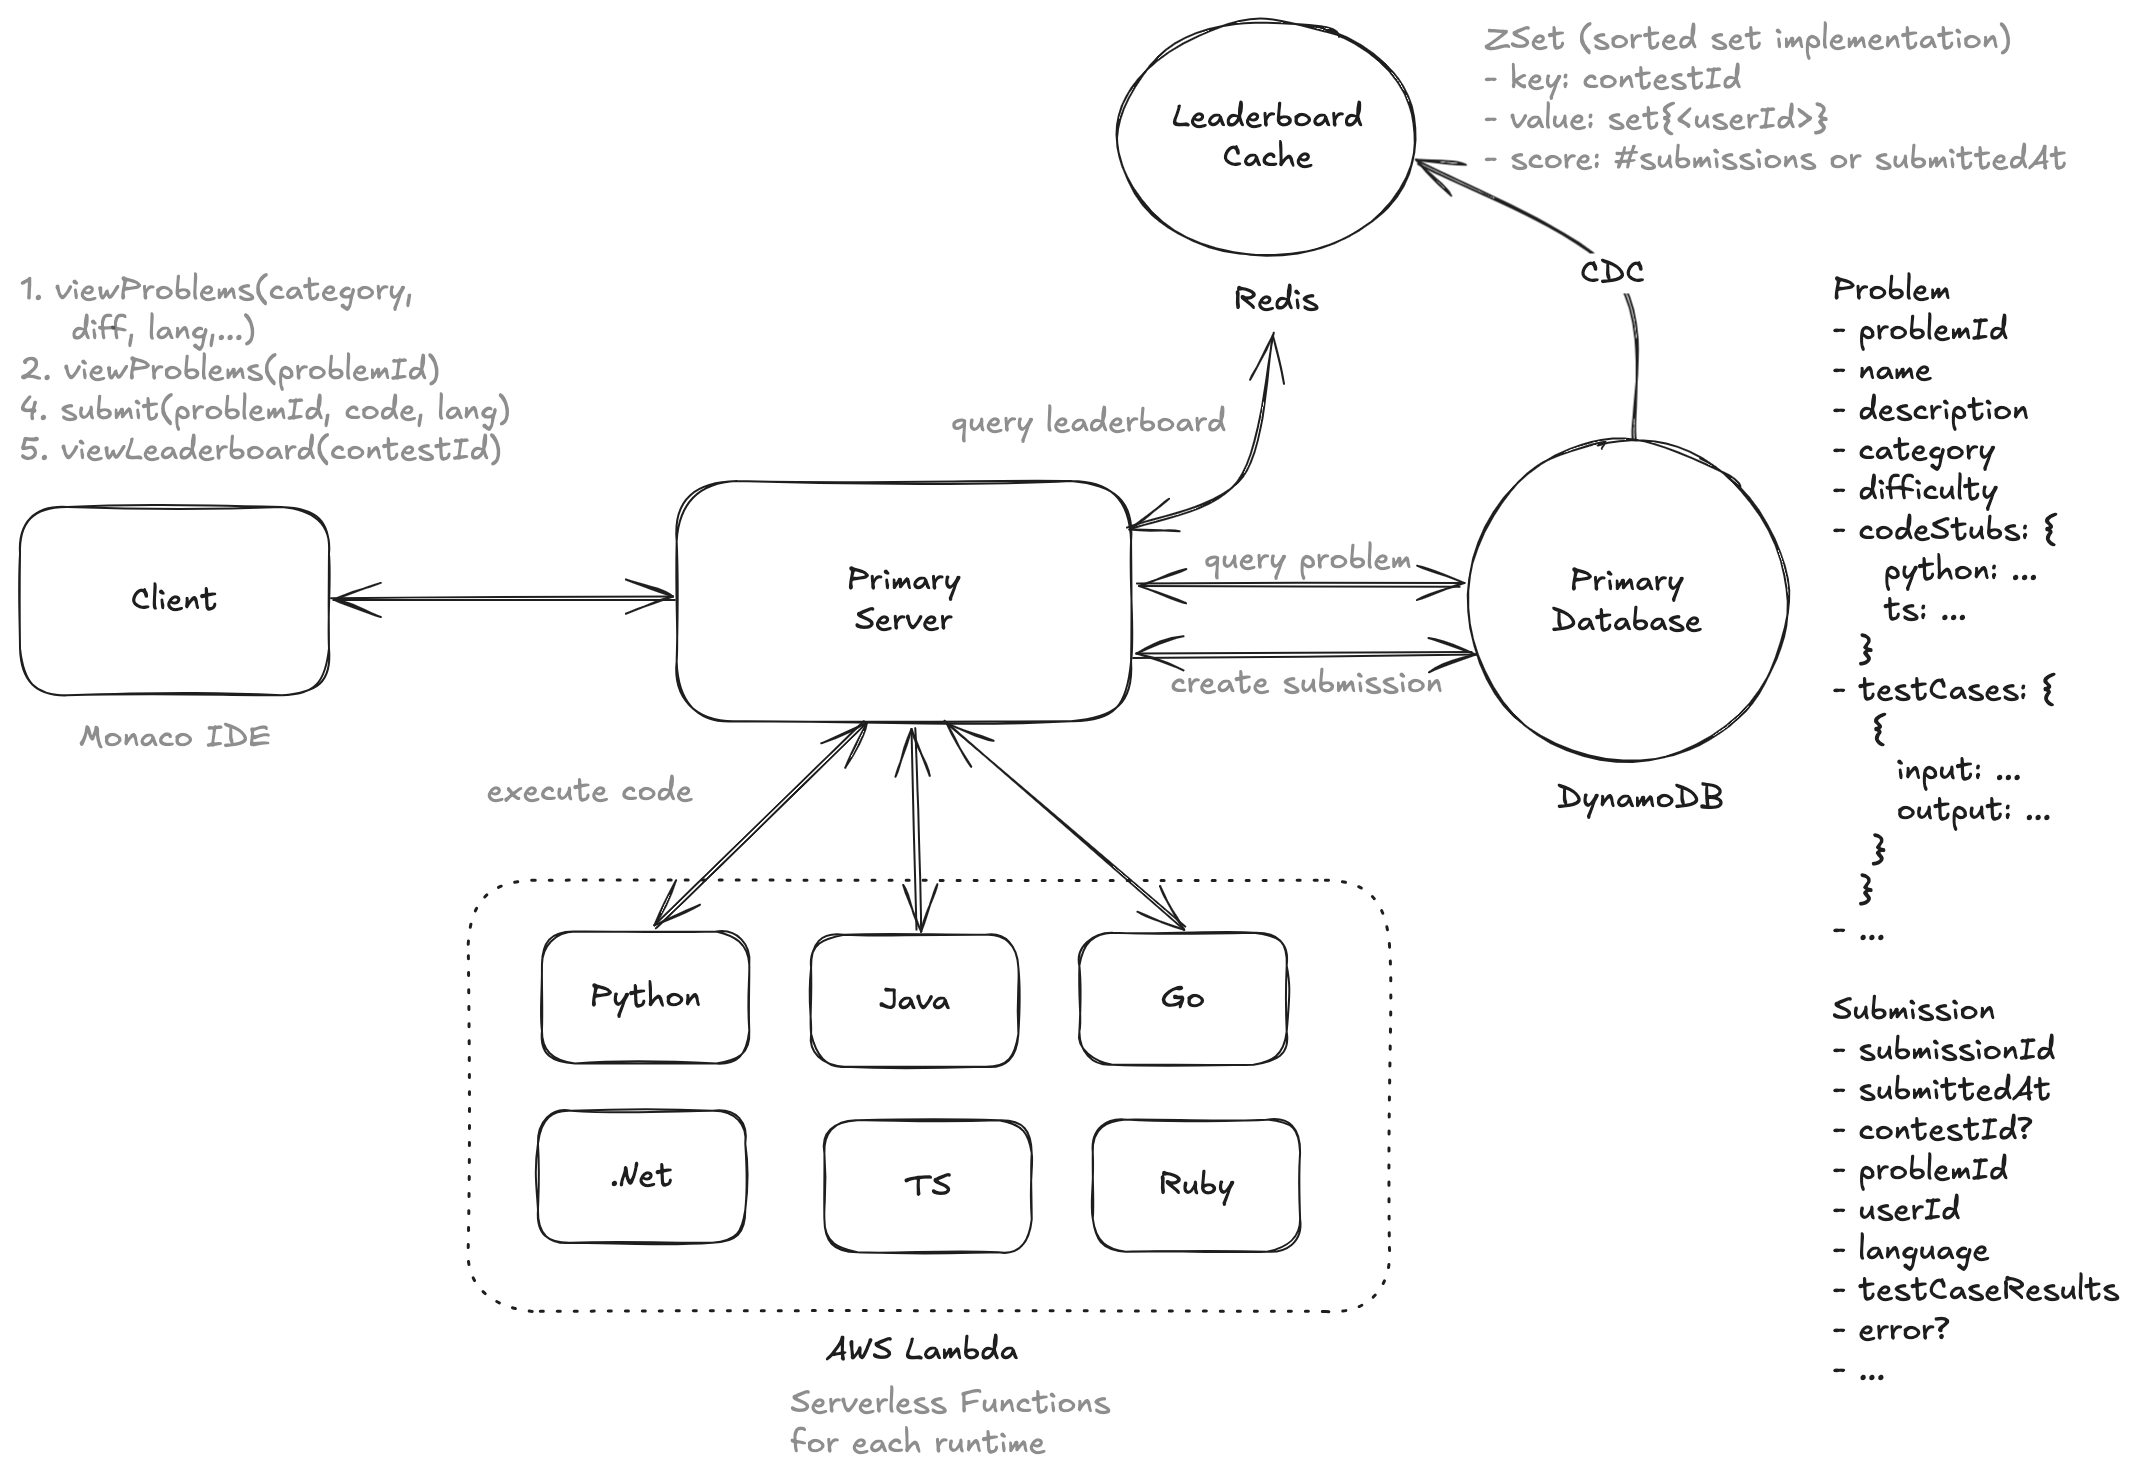 ZSet (sorted set implementation)
- key: contestId
- value: set{<userId>}
- score: #submissions or submittedAt
Leaderboard
Cache
Redis
CDC
1. viewProblems(category,
diff, lang,...)
2. viewProblems(problemId)
4. submit(problemId, code, lang)
5. viewLeaderboard(contestId)
query leaderboard
Client
Monaco IDE
Primary
Server
query problem
create submission
Primary
Database
DynamoDB
execute code
Python
Java
Go
.Net
TS
Ruby
AWS Lambda
Serverless Functions
for each runtime
Problem
- problemId
- name
- description
- category
- difficulty
- codeStubs: {
python: ...
ts: ...
}
- testCases: {
{
input: ...
output: ...
}
}
- ...
Submission
- submissionId
- submittedAt
- contestId?
- problemId
- userId
- language
- testCaseResults
- error?
- ...